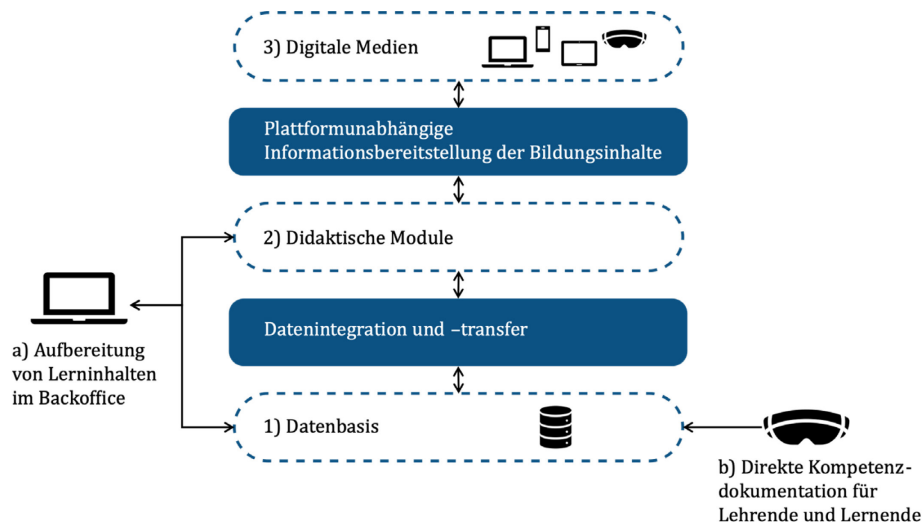 3) Digitale Medien
Plattformunabhängige
Informationsbereitstellung der Bildungsinhalte
2) Didaktische Module
Datenintegration und –transfer
a) Aufbereitung
von Lerninhalten
im Backoffice
1) Datenbasis
b) Direkte Kompetenz-
dokumentation für
Lehrende und Lernende